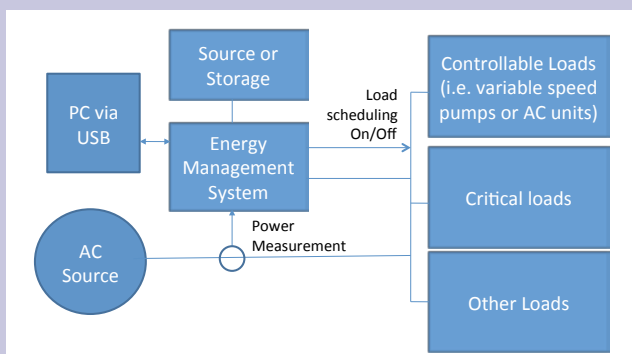 Source or
Storage
PC via
USB
Energy
Management
System
Load
scheduling
On/Off
Controllable Loads
(i.e. variable speed
pumps or AC units)
Critical loads
Power
Measurement
AC
Source
Other Loads